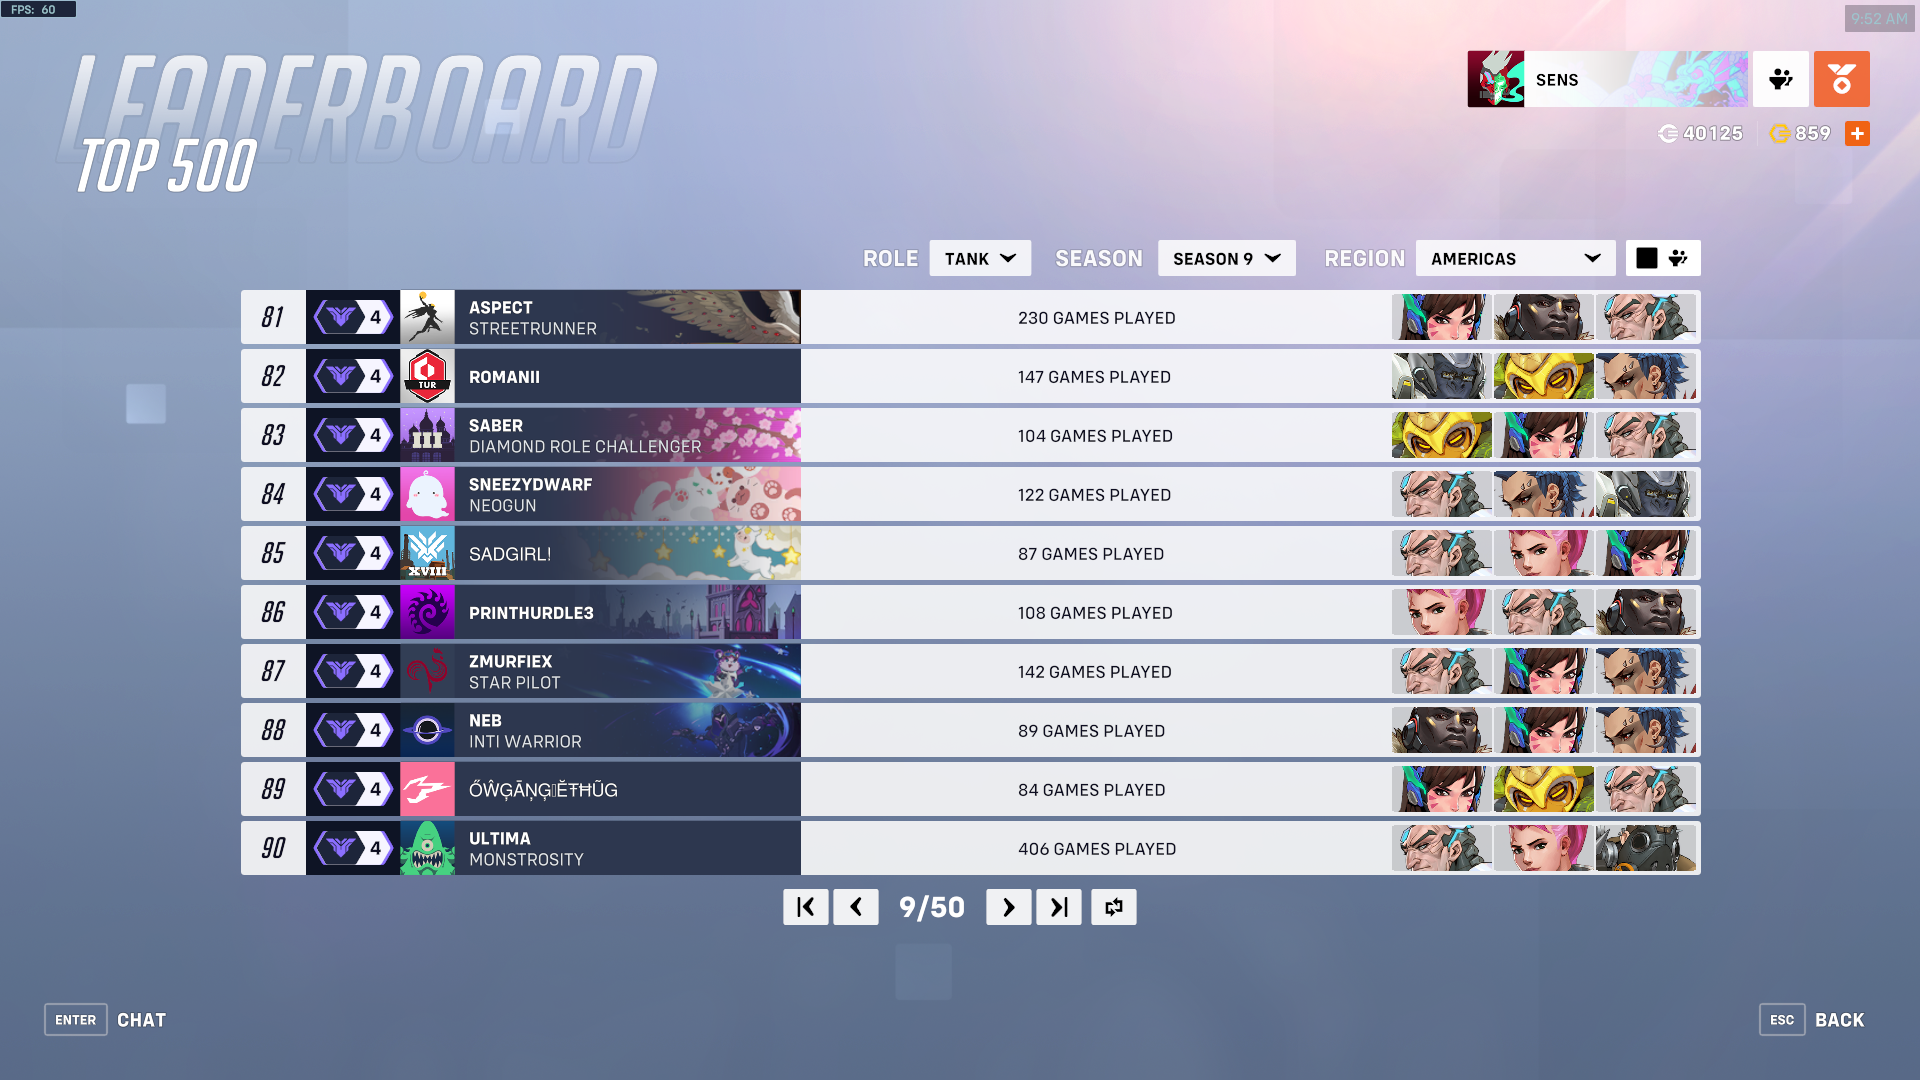 FPS: 60
9:52 AM
LEADERBOARD
TOP 500
SENS
40125
859
ROLE TANK SEASON SEASON 9 REGION AMERICAS
81 4 ASPECT
STREETRUNNER
230 GAMES PLAYED
82 4 TUR ROMANII 147 GAMES PLAYED
83 4 III SABER
DIAMOND ROLE CHALLENGER
104 GAMES PLAYED
84 4 SNEEZYDWARF
NEOGUN
122 GAMES PLAYED
85 4 XVIII SADGIRL! 87 GAMES PLAYED
86 4 PRINTHURDLE3 108 GAMES PLAYED
87 4 ZMURFIEX
STAR PILOT
142 GAMES PLAYED
88 4 NEB
INTI WARRIOR
89 GAMES PLAYED
89 4 ŐŴĢĀŅĢ▯ĔŦĦŨG 84 GAMES PLAYED
90 4 ULTIMA
MONSTROSITY
406 GAMES PLAYED
9/50
ENTER CHAT
ESC BACK